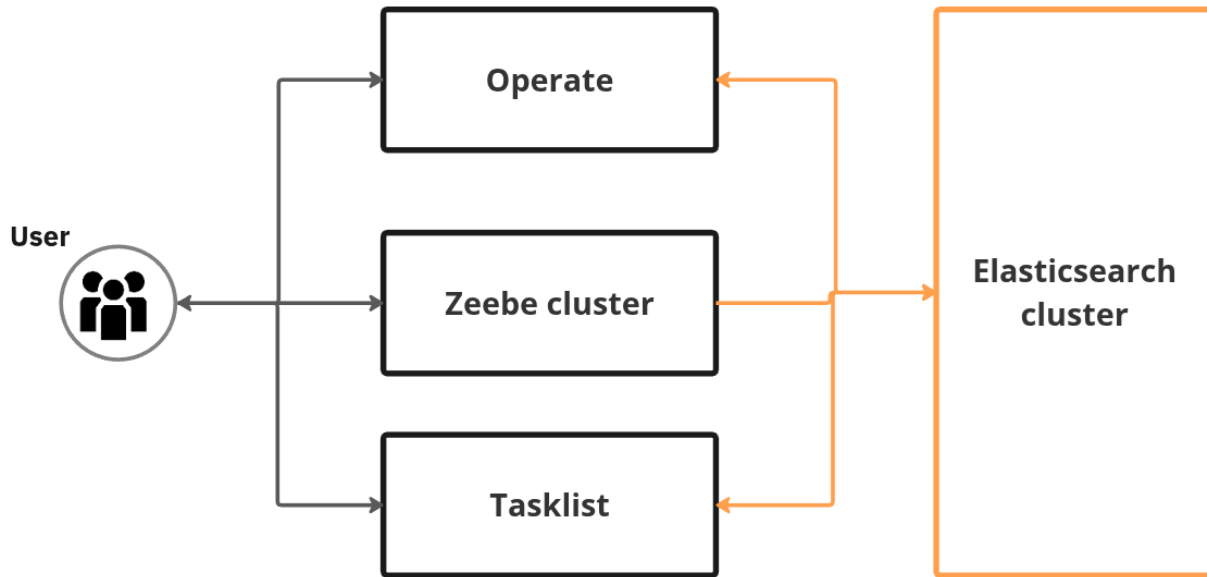 Operate
User
Zeebe cluster
Elasticsearch
cluster
Tasklist